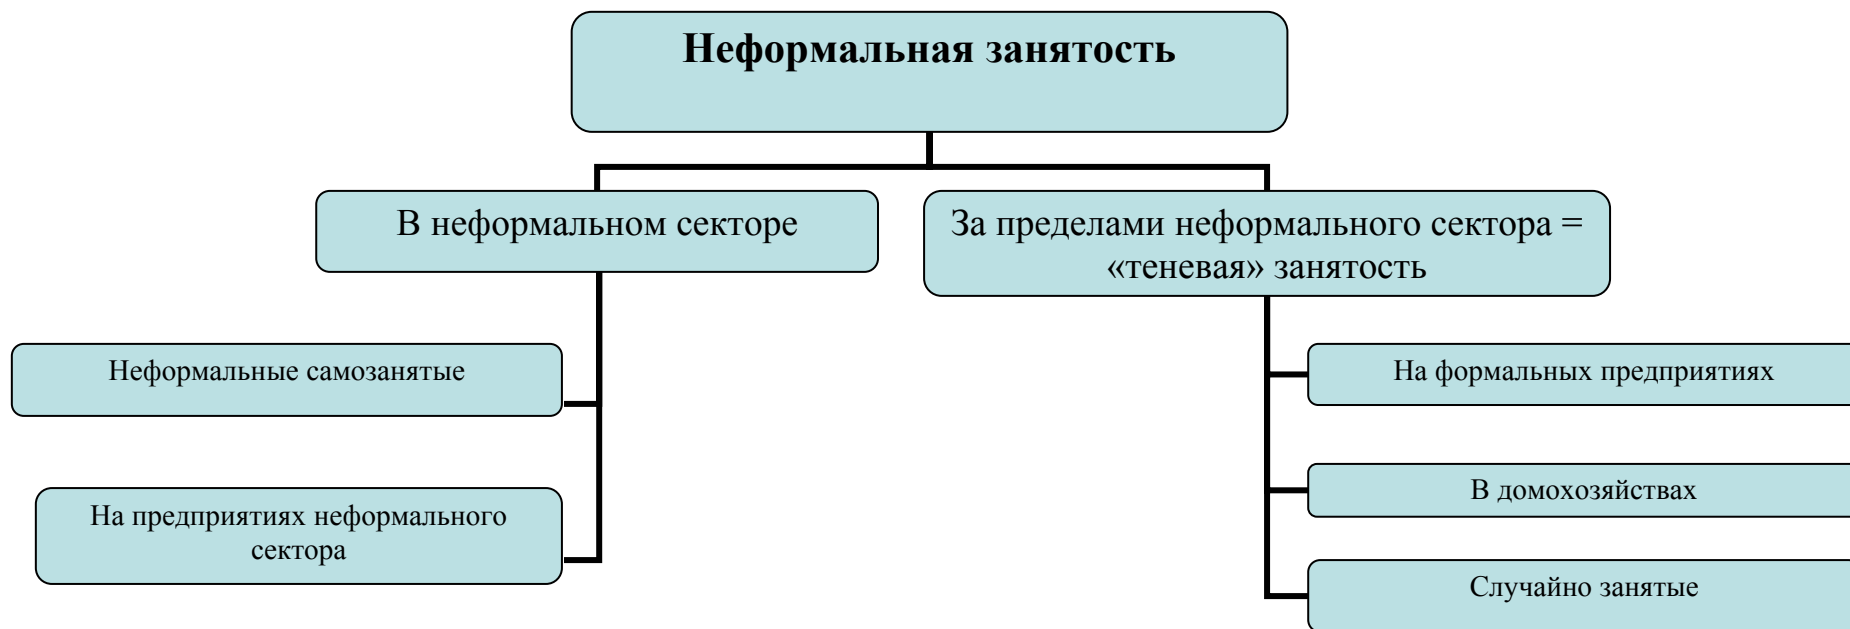 Неформальная занятость
В неформальном секторе
За пределами неформального сектора =
«теневая» занятость
Неформальные самозанятые
На предприятиях неформального
сектора
На формальных предприятиях
В домохозяйствах
Случайно занятые